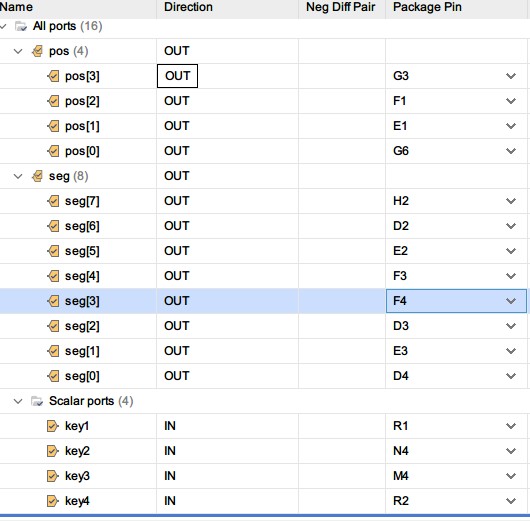 Name Direction Neg Diff Pair Package Pin
All ports (16)
pos (4) OUT
pos[3] OUT G3
pos[2] OUT F1
pos[1] OUT E1
pos[0] OUT G6
seg (8) OUT
seg[7] OUT H2
seg[6] OUT D2
seg[5] OUT E2
seg[4] OUT F3
seg[3] OUT F4
seg[2] OUT D3
seg[1] OUT E3
seg[0] OUT D4
Scalar ports (4)
key1 IN R1
key2 IN N4
key3 IN M4
key4 IN R2